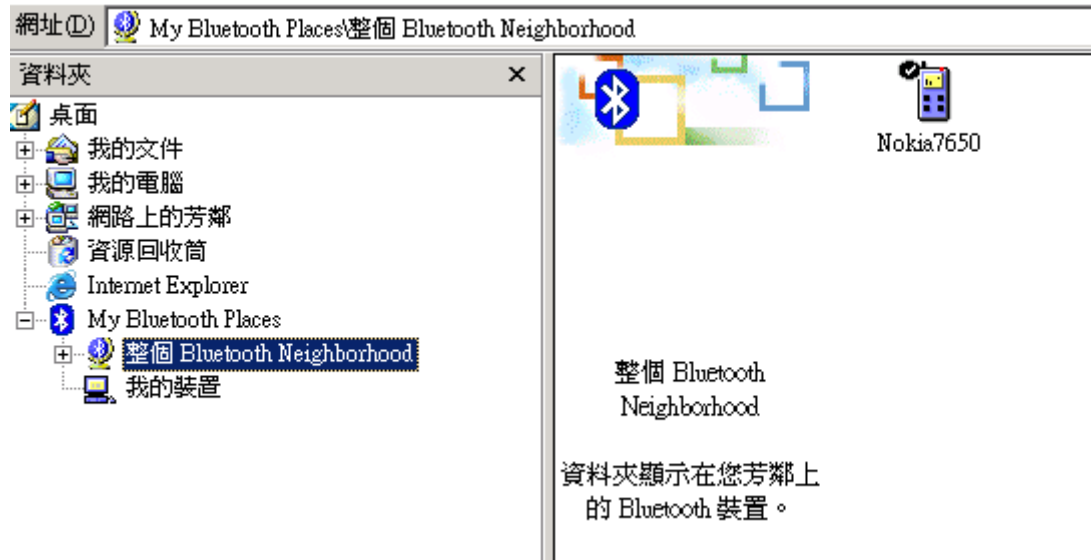 網址(D) My Bluetooth Places\整個 Bluetooth Neighborhood
資料夾
桌面
我的文件
我的電腦
網路上的芳鄰
資源回收筒
Internet Explorer
My Bluetooth Places
整個 Bluetooth Neighborhood
我的裝置
Nokia7650
整個 Bluetooth
Neighborhood
資料夾顯示在您芳鄰上
的 Bluetooth 裝置。